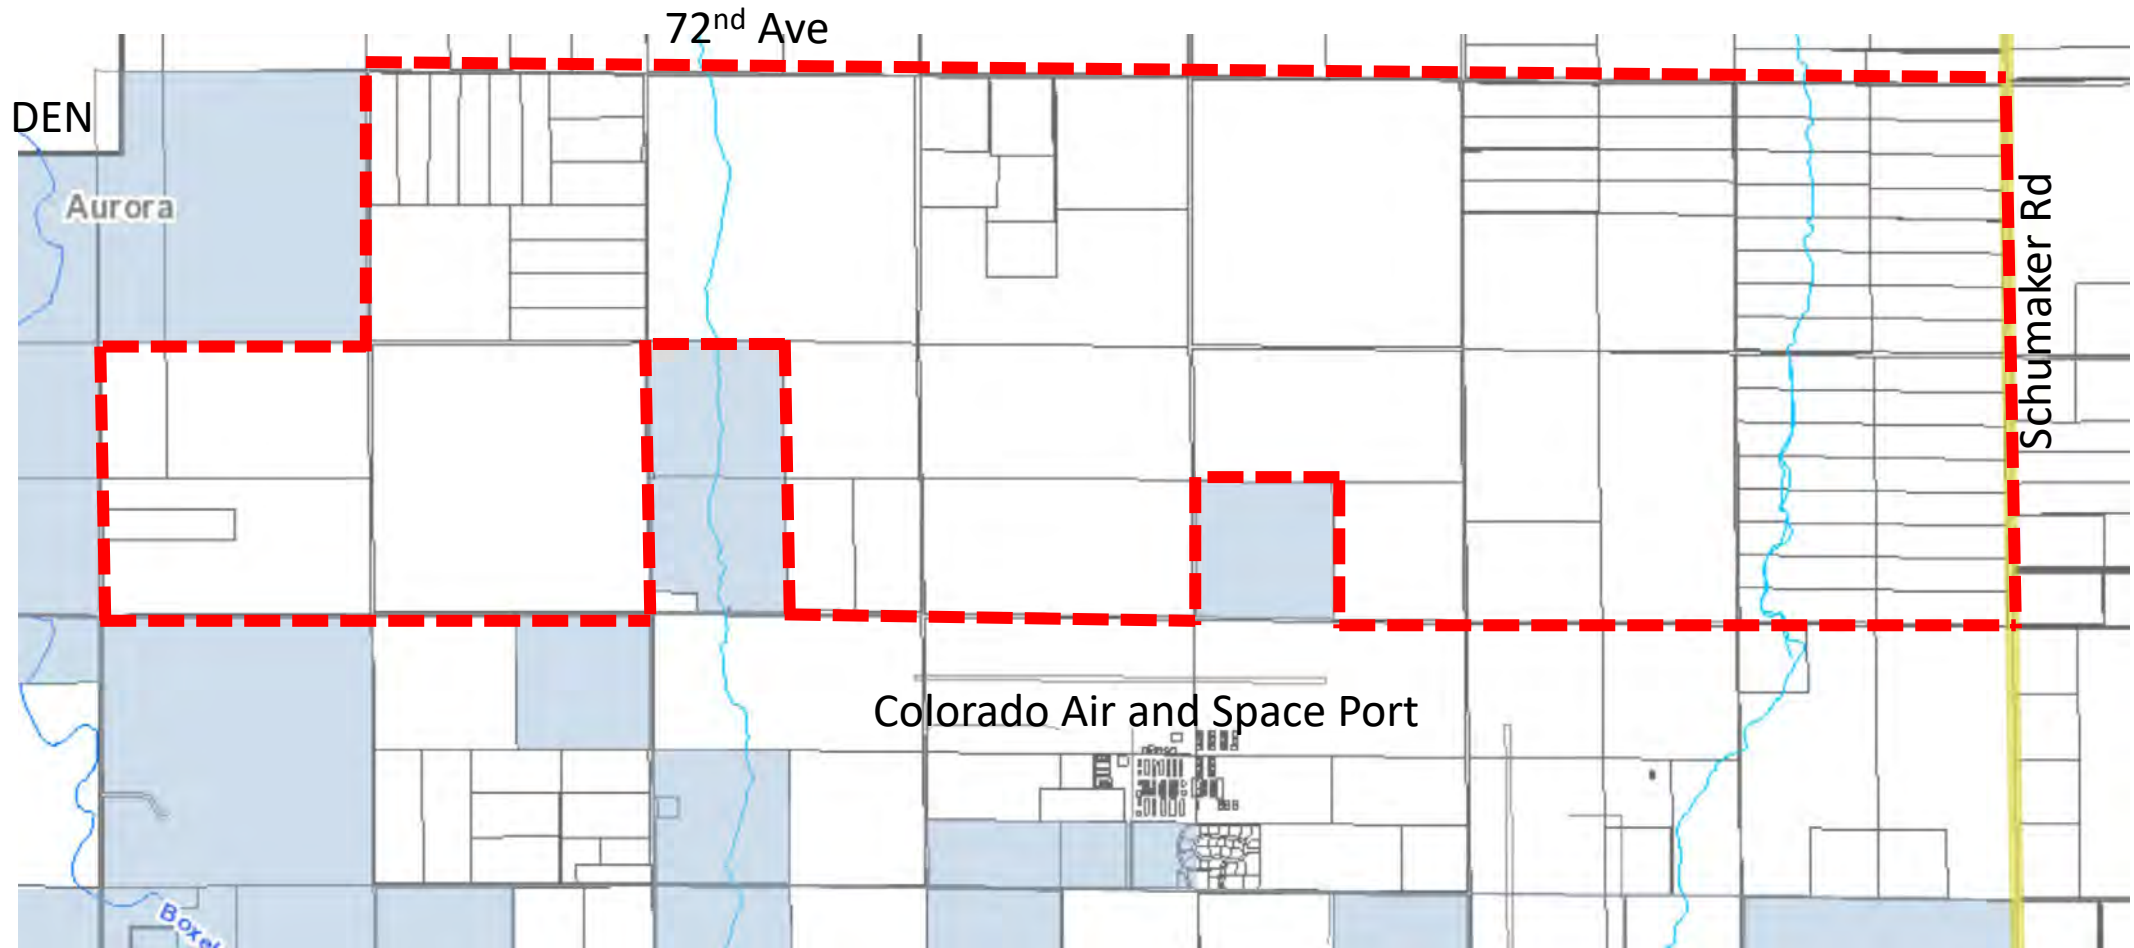 72nd Ave
DEN
Aurora
Schumaker Rd
Colorado Air and Space Port